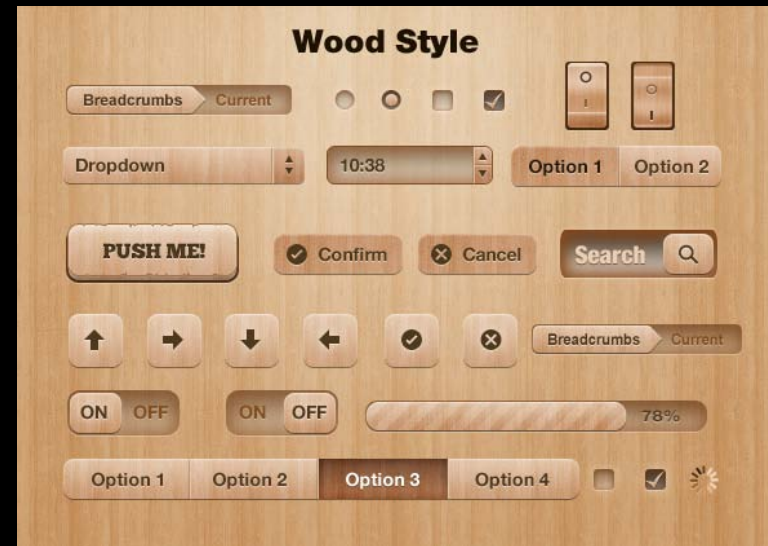 Wood Style
Breadcrumbs Current
Dropdown
10:38
Option 1 Option 2
PUSH ME!
Confirm
Cancel
Search
Breadcrumbs Current
ON OFF
ON OFF
78%
Option 1 Option 2 Option 3 Option 4